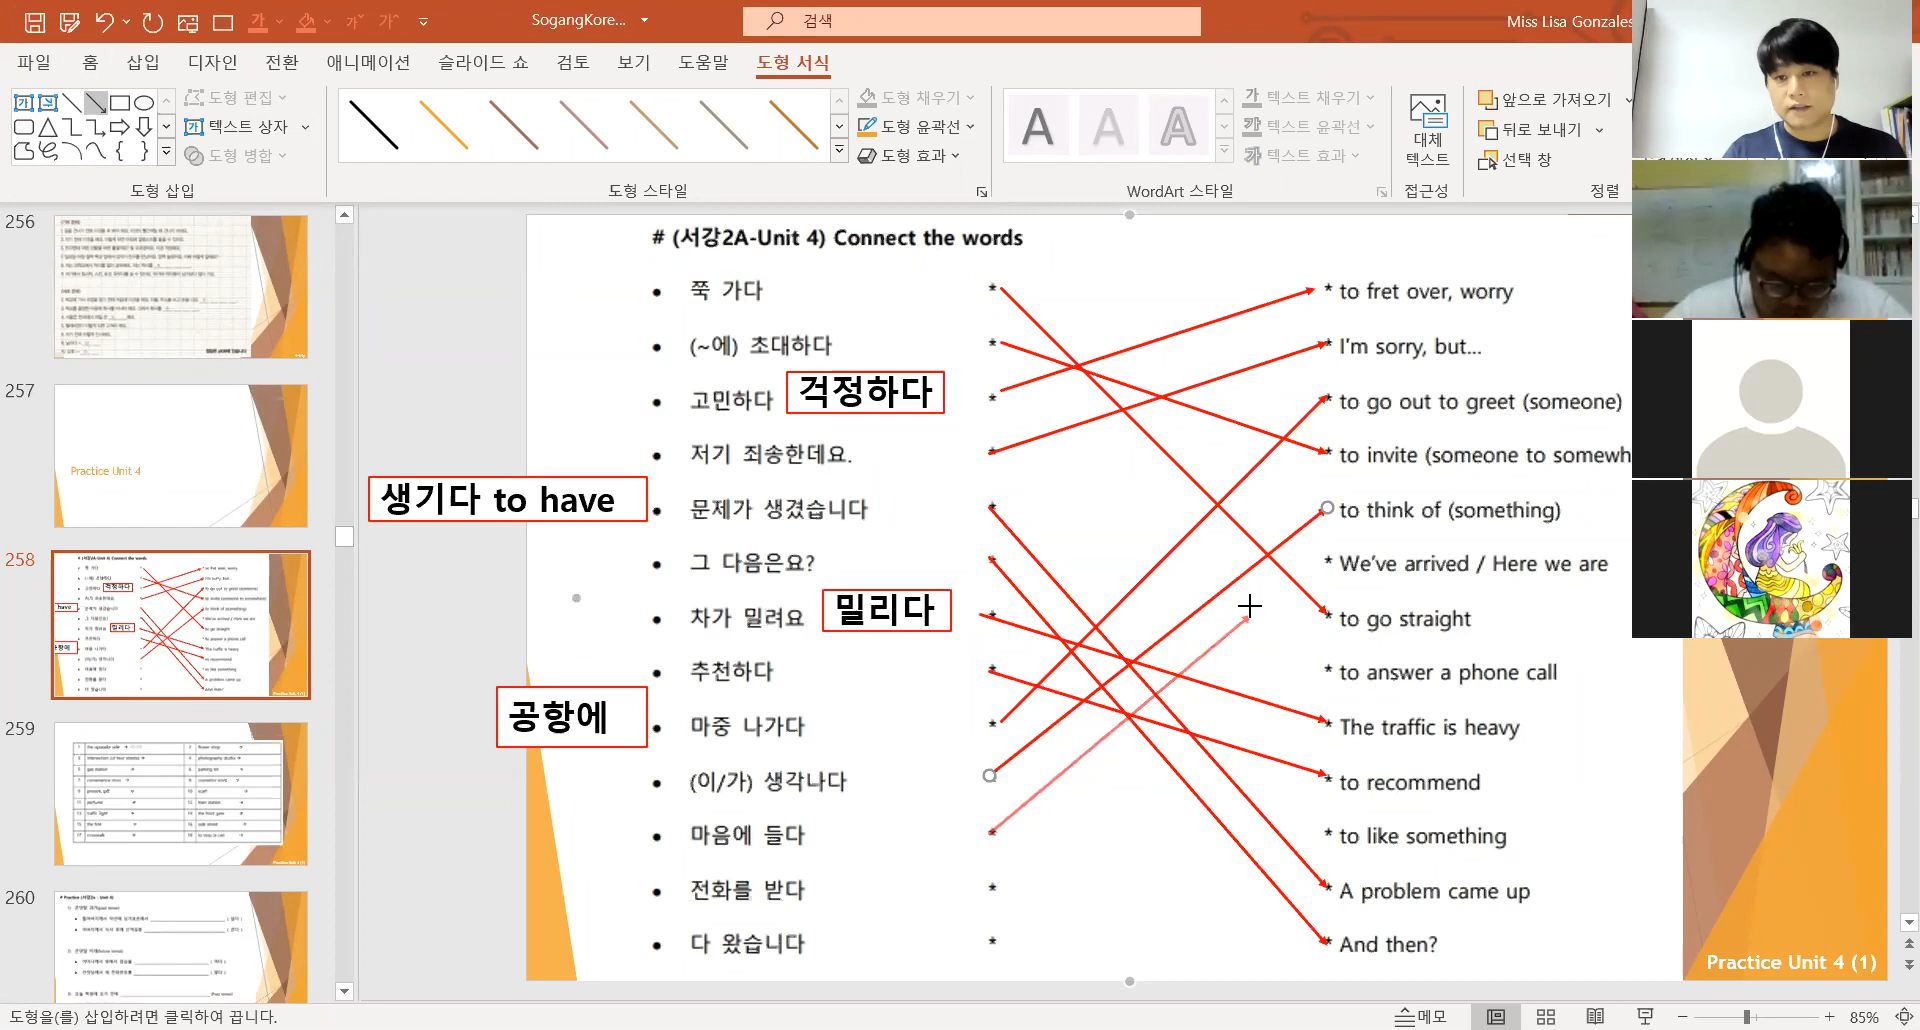 SogangKore...
검색
Miss Lisa Gonzales
파일 홈 삽입 디자인 전환 애니메이션 슬라이드 쇼 검토 보기 도움말 도형 서식
도형 편집
텍스트 상자
도형 병합
도형 삽입
도형 채우기
도형 윤곽선
도형 효과
도형 스타일
텍스트 채우기
텍스트 윤곽선
텍스트 효과
WordArt 스타일
대체
텍스트
접근성
앞으로 가져오기
뒤로 보내기
선택 창
정렬
256
257
Practice Unit 4
258
259
260
# (서강2A-Unit 4) Connect the words
• 쭉 가다 * * to fret over, worry
• (~에) 초대하다 * * I'm sorry, but...
• 고민하다 걱정하다 * * to go out to greet (someone)
• 저기 죄송한데요. * * to invite (someone to somewh
생기다 to have
• 문제가 생겼습니다 * to think of (something)
• 그 다음은요? * * We've arrived / Here we are
• 차가 밀려요 밀리다 * * to go straight
• 추천하다 * * to answer a phone call
공항에
• 마중 나가다 * * The traffic is heavy
• (이/가) 생각나다 * to recommend
• 마음에 들다 * * to like something
• 전화를 받다 * * A problem came up
• 다 왔습니다 * * And then?
Practice Unit 4 (1)
도형을(를) 삽입하려면 클릭하여 끕니다.
메모
85%